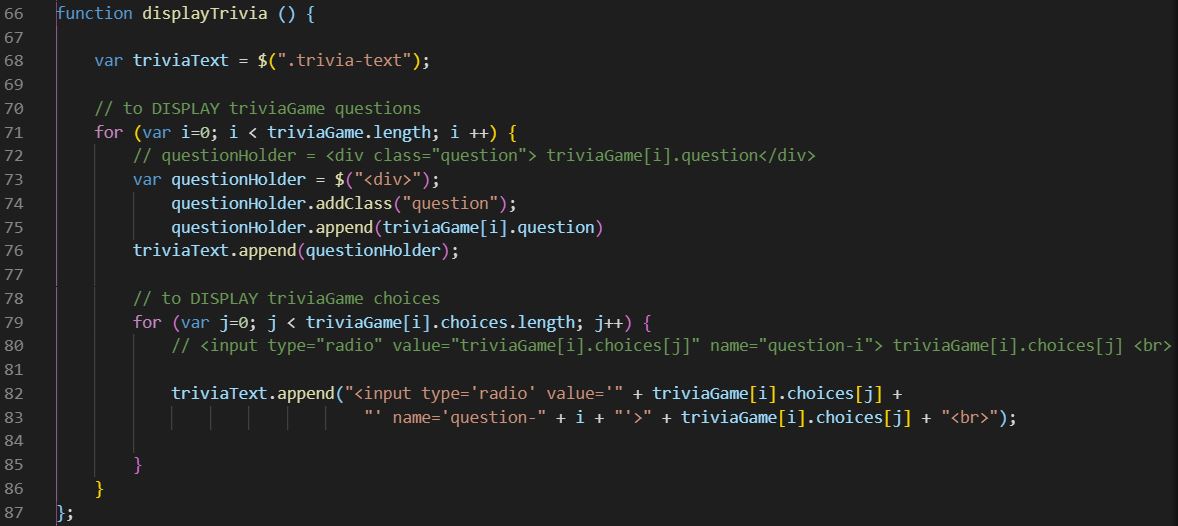 66 function displayTrivia () {
67
68     var triviaText = $(".trivia-text");
69
70     // to DISPLAY triviaGame questions
71     for (var i=0; i < triviaGame.length; i ++) {
72         // questionHolder = <div class="question"> triviaGame[i].question</div>
73         var questionHolder = $("<div>");
74             questionHolder.addClass("question");
75             questionHolder.append(triviaGame[i].question)
76         triviaText.append(questionHolder);
77
78         // to DISPLAY triviaGame choices
79         for (var j=0; j < triviaGame[i].choices.length; j++) {
80             // <input type="radio" value="triviaGame[i].choices[j]" name="question-i"> triviaGame[i].choices[j] <br>
81
82             triviaText.append("<input type='radio' value='" + triviaGame[i].choices[j] +
83                                 "' name='question-" + i + "'>" + triviaGame[i].choices[j] + "<br>");
84
85         }
86     }
87 };